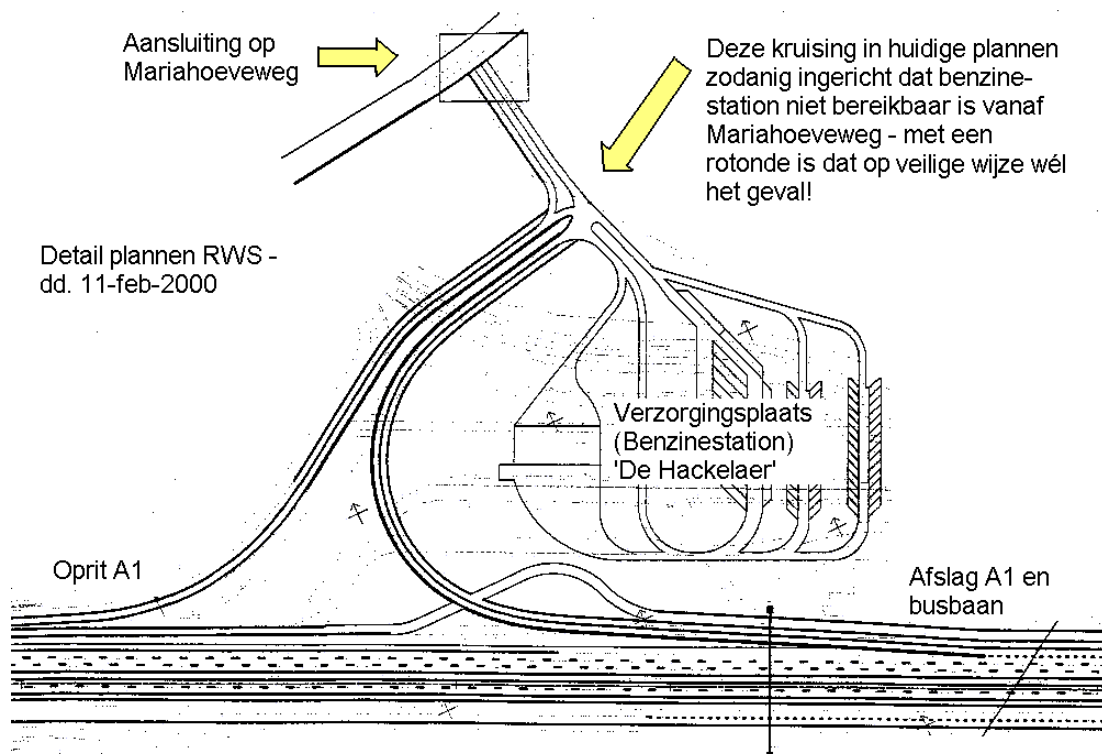 Aansluiting op
Mariahoeveweg
Deze kruising in huidige plannen
zodanig ingericht dat benzine-
station niet bereikbaar is vanaf
Mariahoeveweg - met een
rotonde is dat op veilige wijze wél
het geval!
Detail plannen RWS -
dd. 11-feb-2000
Verzorgingsplaats
(Benzinestation)
'De Hackelaer'
Oprit A1
Afslag A1 en
busbaan